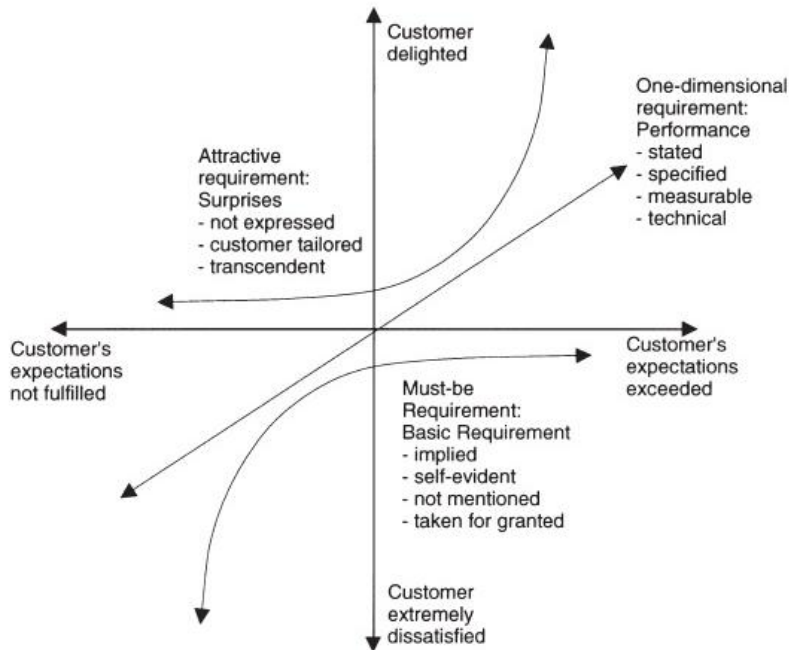 Customer
delighted
One-dimensional
requirement:
Performance
- stated
- specified
- measurable
- technical
Attractive
requirement:
Surprises
- not expressed
- customer tailored
- transcendent
Customer's
expectations
not fulfilled
Customer's
expectations
exceeded
Must-be
Requirement:
Basic Requirement
- implied
- self-evident
- not mentioned
- taken for granted
Customer
extremely
dissatisfied